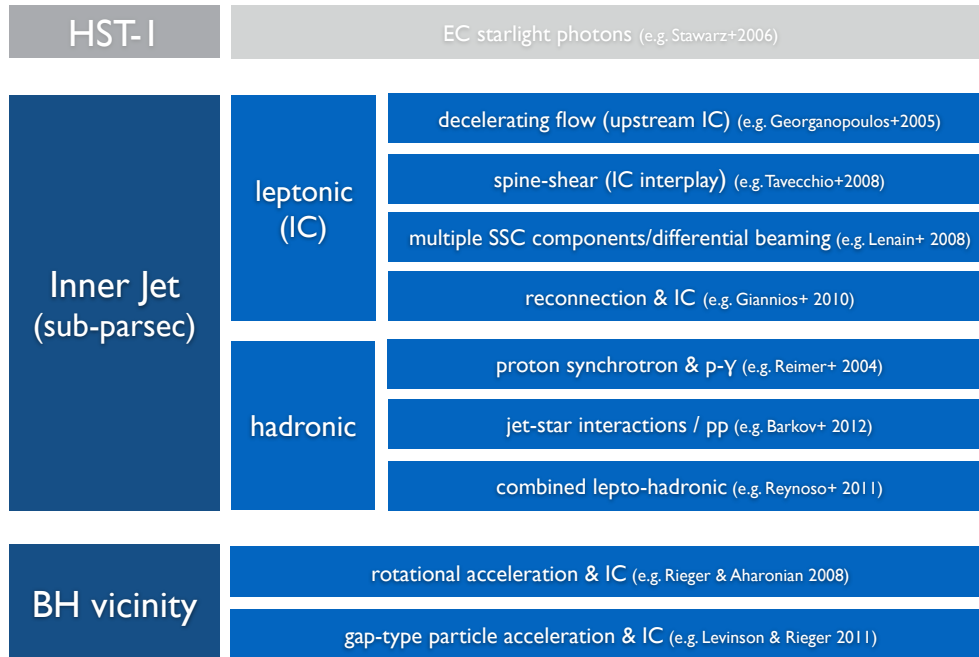 HST-1
EC starlight photons (e.g. Stawarz+2006)
Inner Jet
(sub-parsec)
leptonic
(IC)
decelerating flow (upstream IC) (e.g. Georganopoulos+2005)
spine-shear (IC interplay) (e.g. Tavecchio+2008)
multiple SSC components/differential beaming (e.g. Lenain+ 2008)
reconnection & IC (e.g. Giannios+ 2010)
hadronic
proton synchrotron & p-γ (e.g. Reimer+ 2004)
jet-star interactions / pp (e.g. Barkov+ 2012)
combined lepto-hadronic (e.g. Reynoso+ 2011)
BH vicinity
rotational acceleration & IC (e.g. Rieger & Aharonian 2008)
gap-type particle acceleration & IC (e.g. Levinson & Rieger 2011)